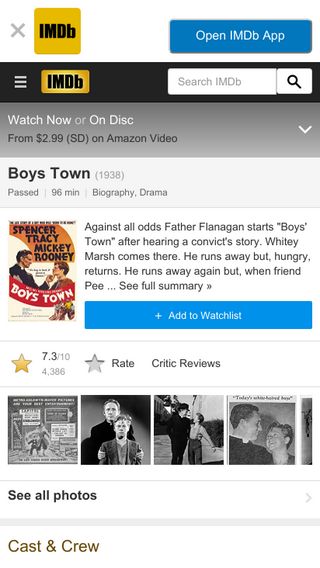 IMDb
Open IMDb App
IMDb
Search IMDb
Watch Now or On Disc
From $2.99 (SD) on Amazon Video
Boys Town (1938)
Passed | 96 min | Biography, Drama
SPENCER
TRACY
MICKEY
ROONEY
BOYS TOWN
Against all odds Father Flanagan starts "Boys'
Town" after hearing a convict's story. Whitey
Marsh comes there. He runs away but, hungry,
returns. He runs away again but, when friend
Pee ... See full summary »
+ Add to Watchlist
7.3/10
4,386
Rate
Critic Reviews
"Today's white-haired boys"
See all photos
Cast & Crew